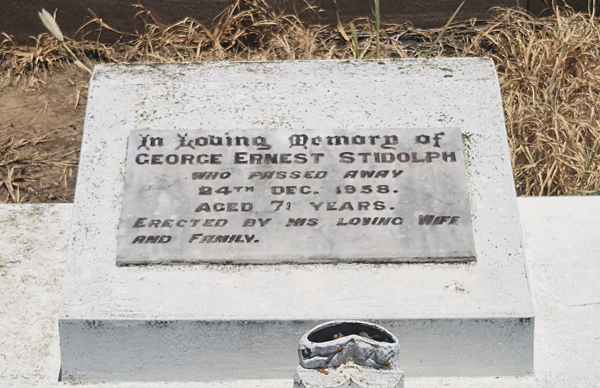 In Loving Memory of
GEORGE ERNEST STIDOLPH
WHO PASSED AWAY
24TH DEC. 1958.
AGED 71 YEARS.
ERECTED BY HIS LOVING WIFE
AND FAMILY.